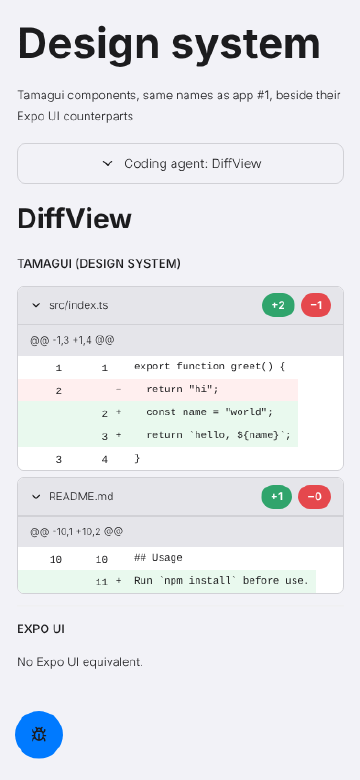 Design system
Tamagui components, same names as app #1, beside their
Expo UI counterparts
Coding agent: DiffView
DiffView
TAMAGUI (DESIGN SYSTEM)
src/index.ts +2 −1
@@ -1,3 +1,4 @@
1 1 export function greet() {
2 − return "hi";
2 + const name = "world";
3 + return `hello, ${name}`;
3 4 }
README.md +1 −0
@@ -10,1 +10,2 @@
10 10 ## Usage
11 + Run `npm install` before use.
EXPO UI
No Expo UI equivalent.